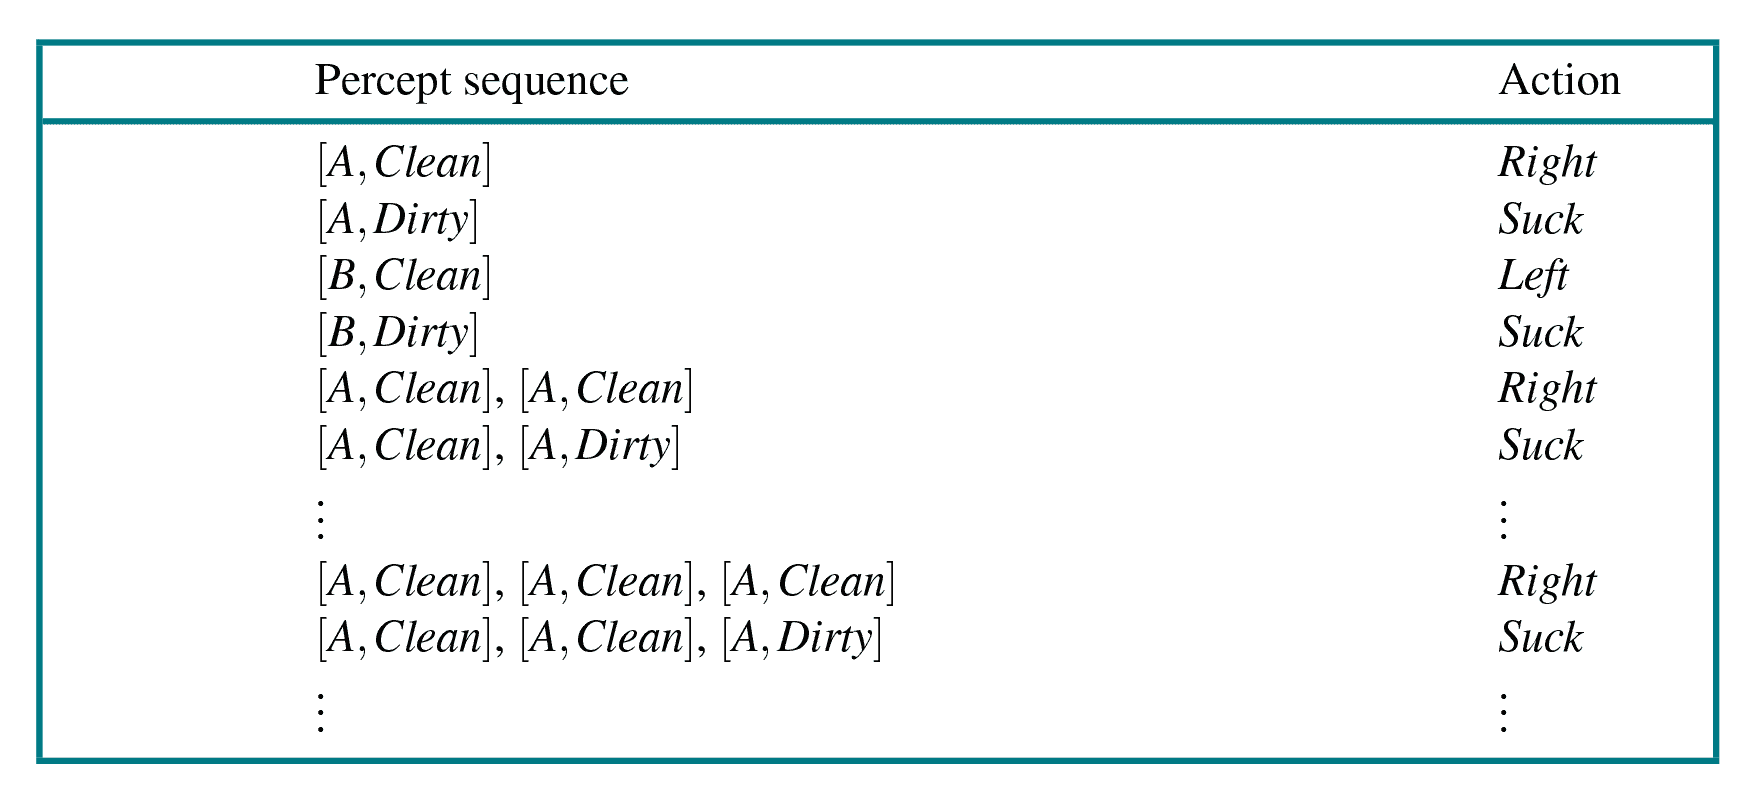 Percept sequence Action
[A, Clean] Right
[A, Dirty] Suck
[B, Clean] Left
[B, Dirty] Suck
[A, Clean], [A, Clean] Right
[A, Clean], [A, Dirty] Suck
⋮ ⋮
[A, Clean], [A, Clean], [A, Clean] Right
[A, Clean], [A, Clean], [A, Dirty] Suck
⋮ ⋮